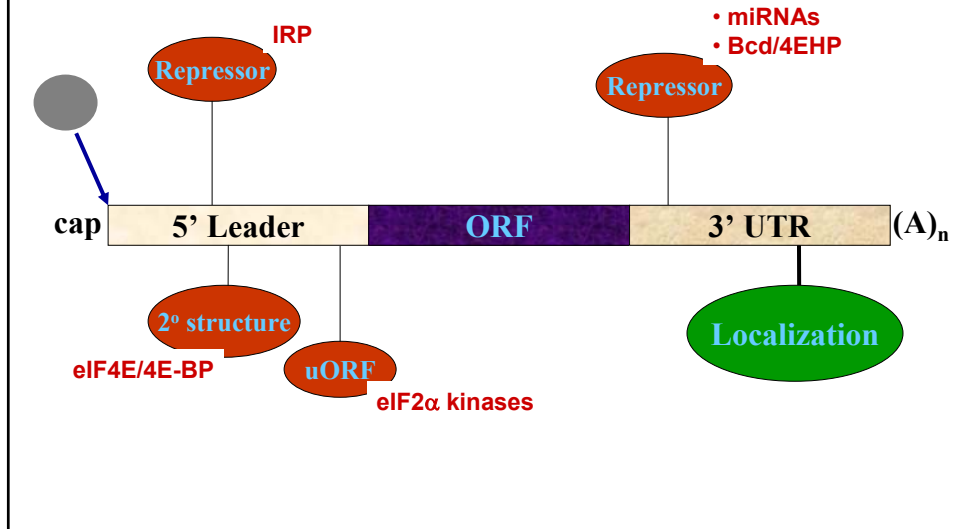 • miRNAs
• Bcd/4EHP
IRP
Repressor
Repressor
cap
5’ Leader
ORF
3’ UTR
(A)n
2o structure
Localization
eIF4E/4E-BP
uORF
eIF2α kinases